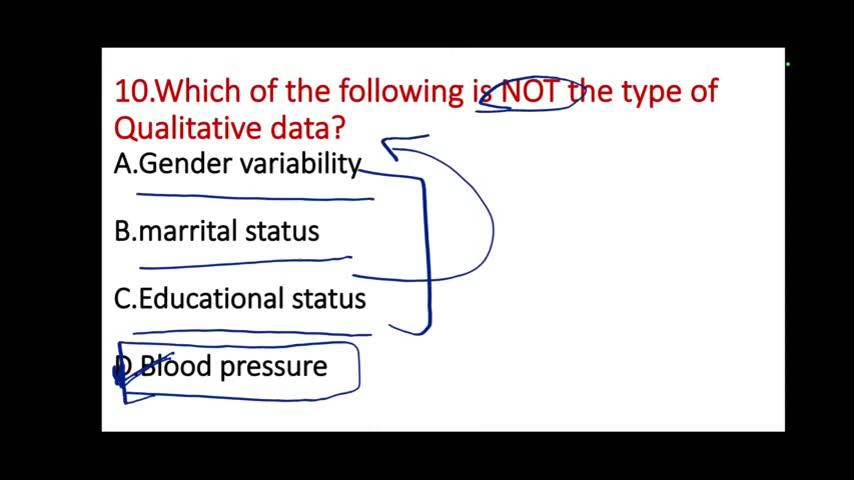 10.Which of the following is NOT the type of
Qualitative data?
A.Gender variability
B.marrital status
C.Educational status
D.Blood pressure